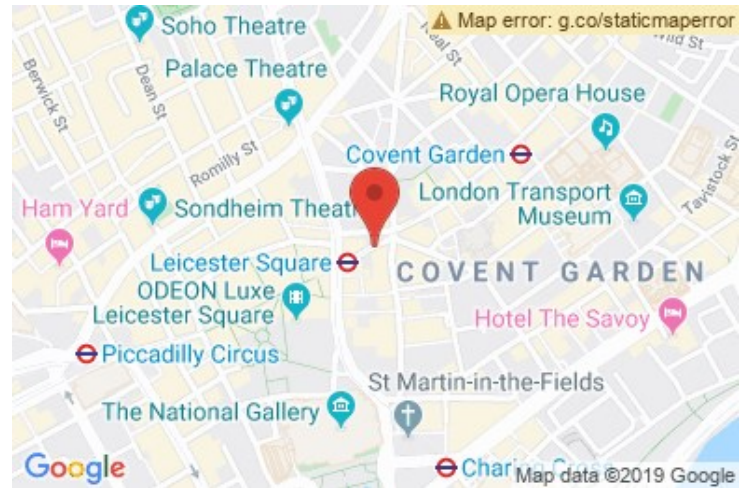 Soho Theatre
Map error: g.co/staticmaperror
Berwick St
Dean St
Palace Theatre
Royal Opera House
Romilly St
Covent Garden
Tavistock St
Ham Yard
Sondheim Theat
London Transport
Museum
Leicester Square
COVENT GARDEN
ODEON Luxe
Leicester Square
Hotel The Savoy
Piccadilly Circus
St Martin-in-the-Fields
The National Gallery
Google
Map data ©2019 Google